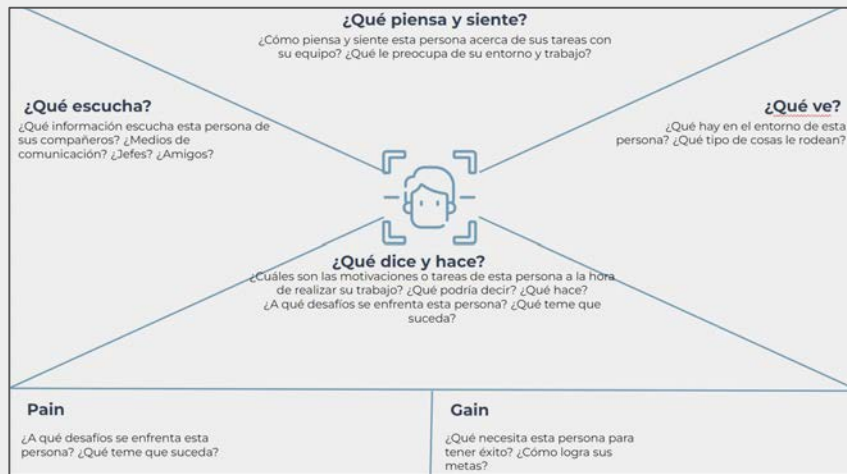 ¿Qué piensa y siente?
¿Cómo piensa y siente esta persona acerca de sus tareas con
su equipo? ¿Qué le preocupa de su entorno y trabajo?
¿Qué escucha?
¿Qué información escucha esta persona de
sus compañeros? ¿Medios de
comunicación? ¿Jefes? ¿Amigos?
¿Qué ve?
¿Qué hay en el entorno de esta
persona? ¿Qué tipo de cosas le rodean?
¿Qué dice y hace?
¿Cuáles son las motivaciones o tareas de esta persona a la hora
de realizar su trabajo? ¿Qué podría decir? ¿Qué hace?
¿A qué desafíos se enfrenta esta persona? ¿Qué teme que
suceda?
Pain
¿A qué desafíos se enfrenta esta
persona? ¿Qué teme que suceda?
Gain
¿Qué necesita esta persona para
tener éxito? ¿Cómo logra sus
metas?